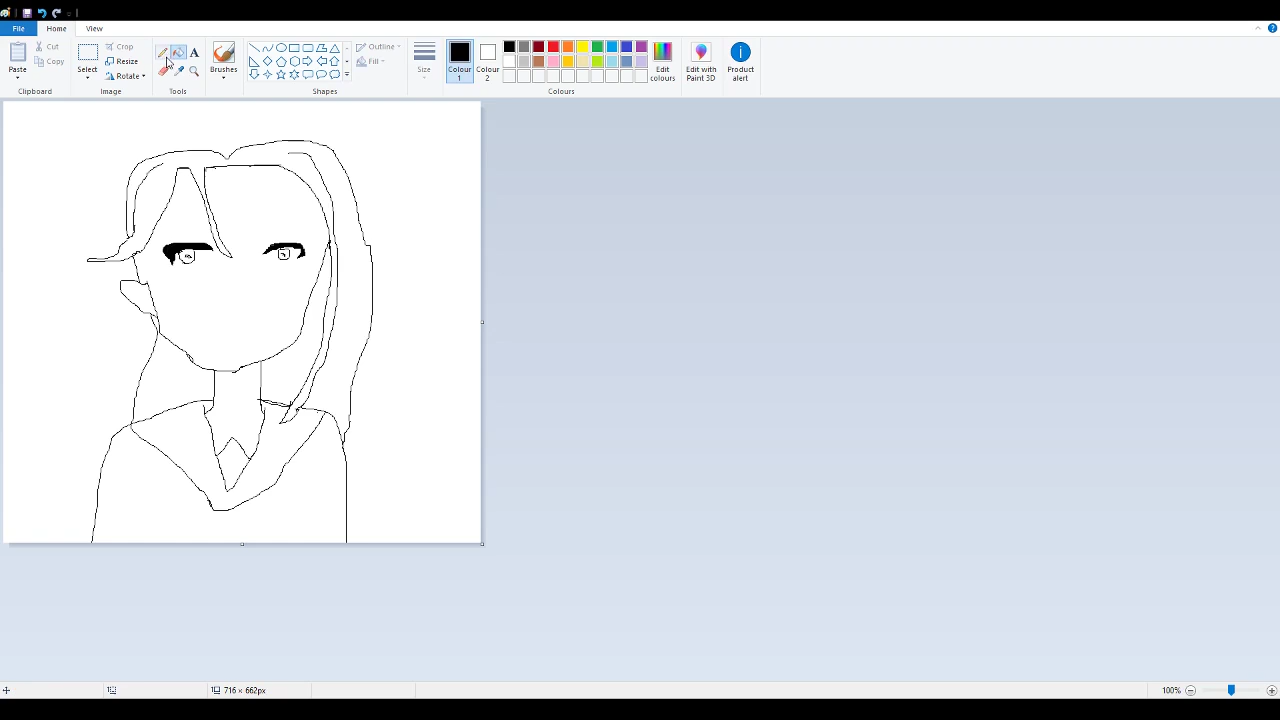 File Home View
Paste
Cut
Copy
Clipboard
Select
Crop
Resize
Rotate
Image
A
Tools
Brushes
Shapes
Outline
Fill
Size
Colour 1
Colour 2
Colours
Edit colours
Edit with Paint 3D
Product alert
716 × 662px
100%